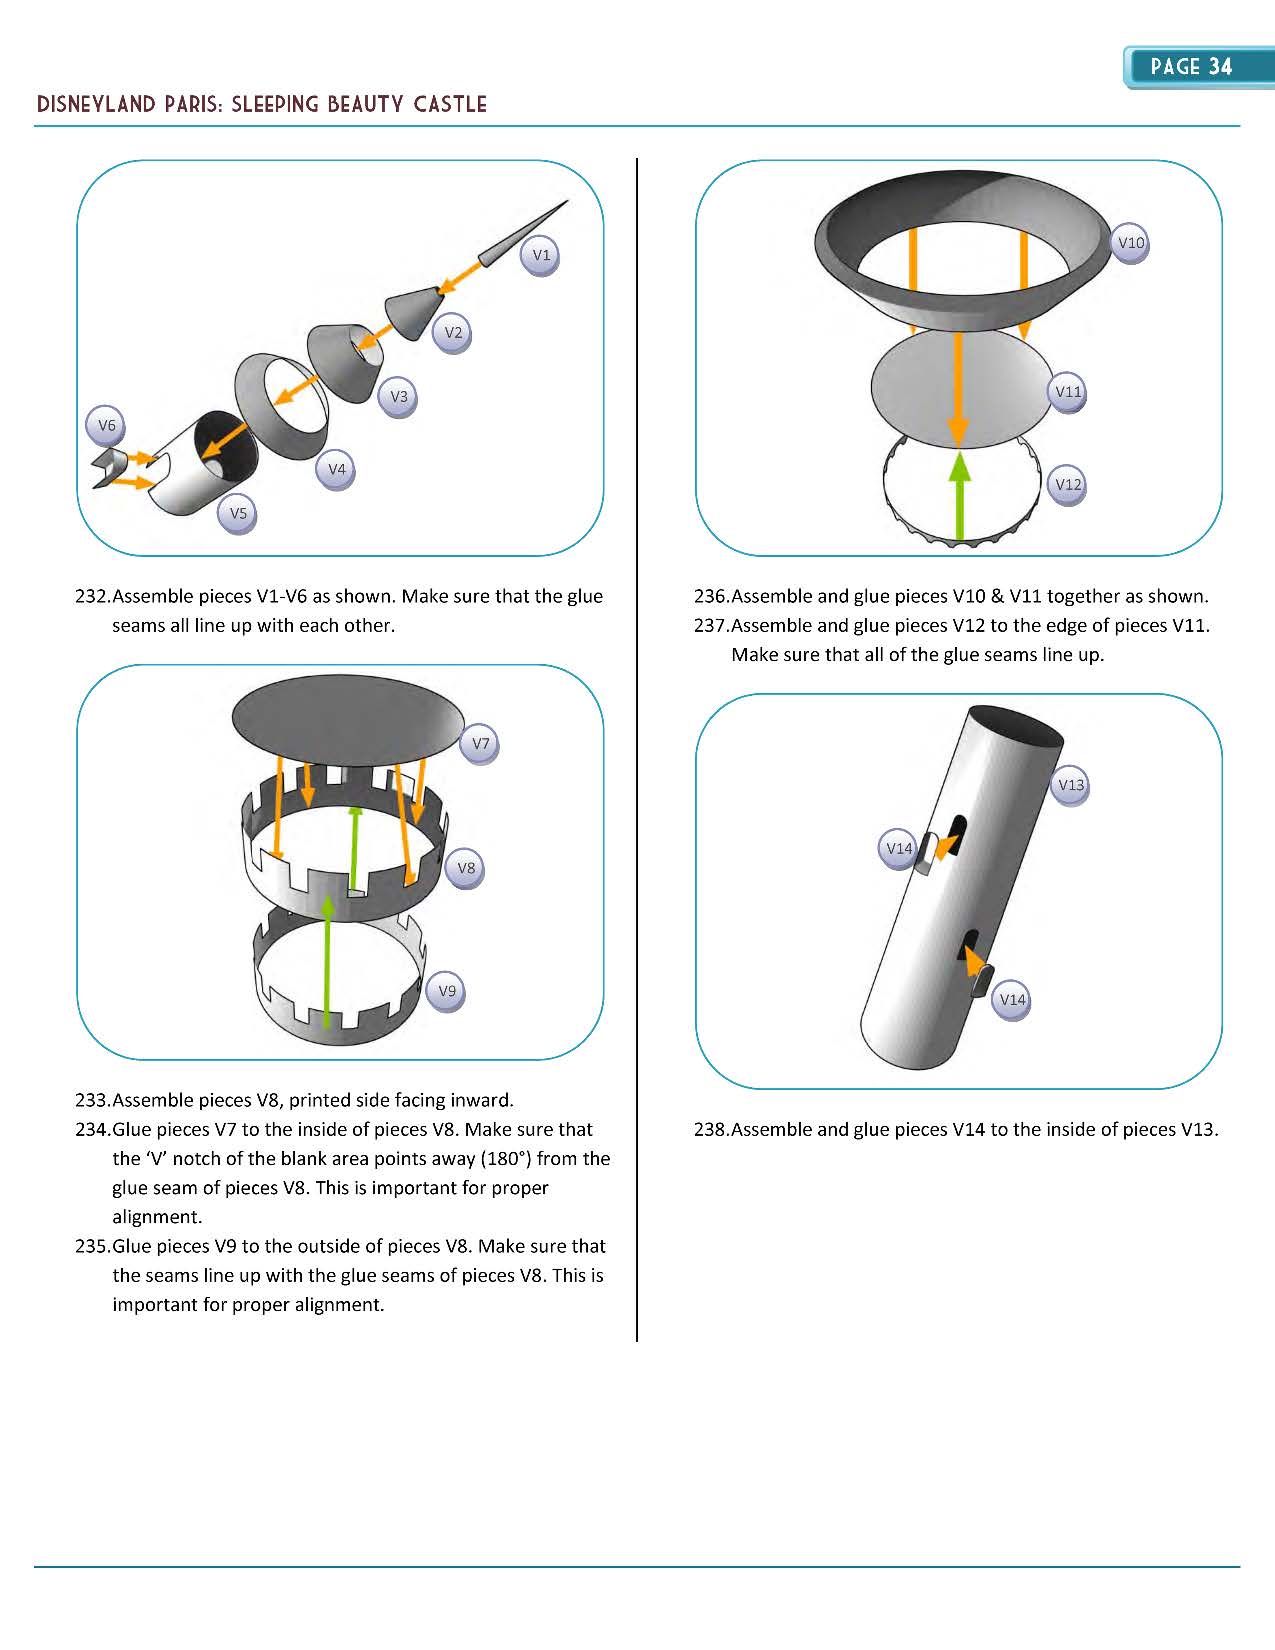 PAGE 34
DISNEYLAND PARIS: SLEEPING BEAUTY CASTLE
V1
V2
V3
V6
V4
V5
232.Assemble pieces V1-V6 as shown. Make sure that the glue
seams all line up with each other.
V7
V8
V9
233.Assemble pieces V8, printed side facing inward.
234.Glue pieces V7 to the inside of pieces V8. Make sure that
the ‘V’ notch of the blank area points away (180°) from the
glue seam of pieces V8. This is important for proper
alignment.
235.Glue pieces V9 to the outside of pieces V8. Make sure that
the seams line up with the glue seams of pieces V8. This is
important for proper alignment.
V10
V11
V12
236.Assemble and glue pieces V10 & V11 together as shown.
237.Assemble and glue pieces V12 to the edge of pieces V11.
Make sure that all of the glue seams line up.
V13
V14
V14
238.Assemble and glue pieces V14 to the inside of pieces V13.